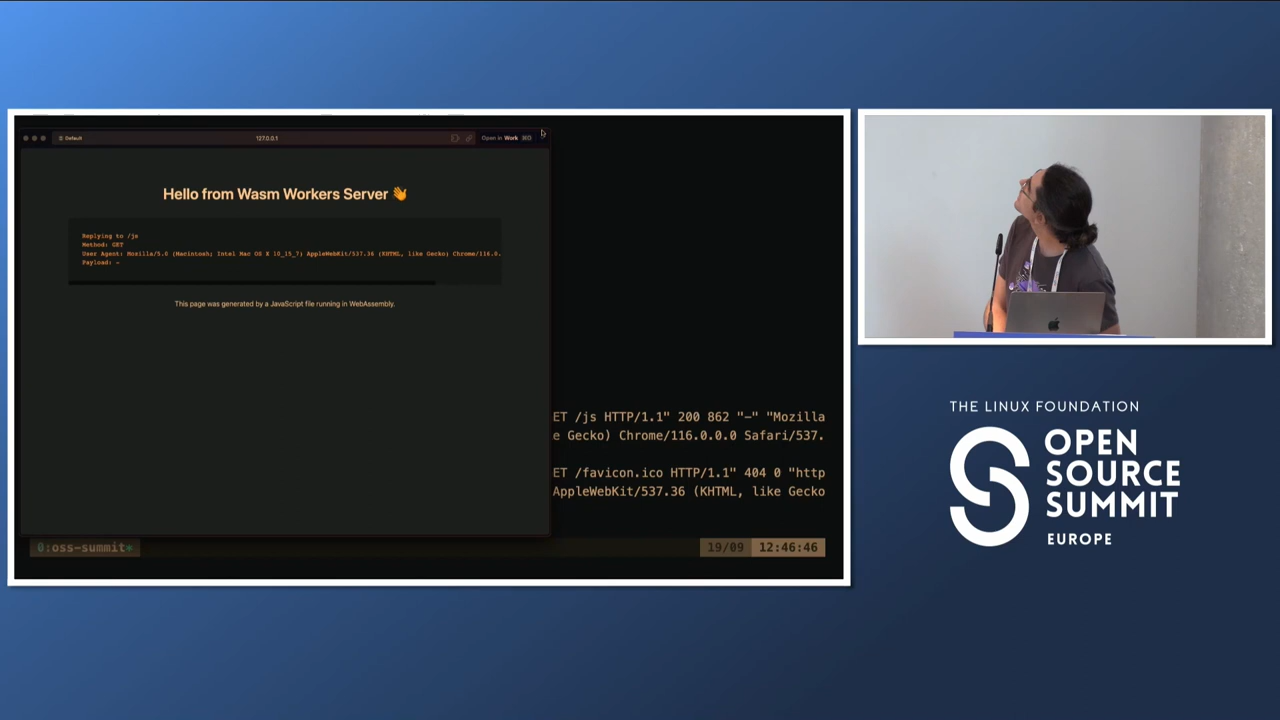 Default
127.0.0.1
Open in Work ⌘O
Hello from Wasm Workers Server 👋
Replying to /js
Method: GET
User Agent: Mozilla/5.0 (Macintosh; Intel Mac OS X 10_15_7) AppleWebKit/537.36 (KHTML, like Gecko) Chrome/116.0.
Payload: -
This page was generated by a JavaScript file running in WebAssembly.
ET /js HTTP/1.1" 200 862 "-" "Mozilla
e Gecko) Chrome/116.0.0.0 Safari/537.
ET /favicon.ico HTTP/1.1" 404 0 "http
AppleWebKit/537.36 (KHTML, like Gecko
0:oss-summit*
19/09 12:46:46
THE LINUX FOUNDATION
OPEN
SOURCE
SUMMIT
EUROPE